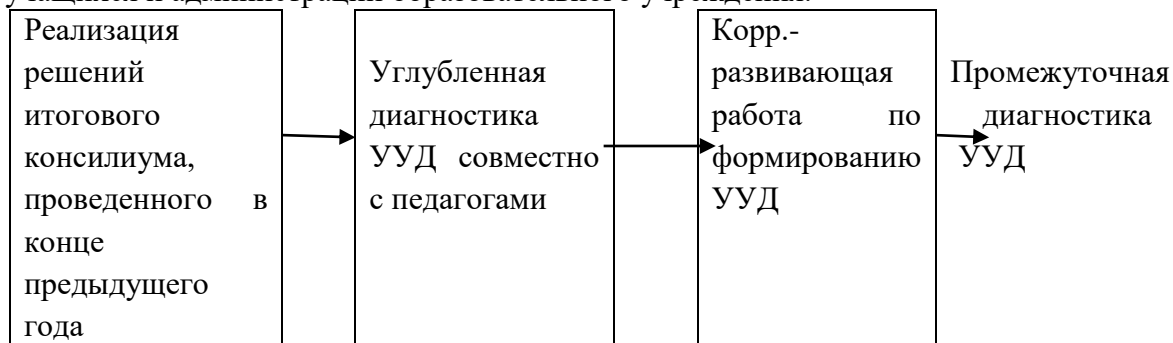 Реализация
решений
итогового
консилиума,
проведенного в
конце
предыдущего
года
Углубленная
диагностика
УУД совместно
с педагогами
Корр.-
развивающая
работа по
формированию
УУД
Промежуточная
диагностика
УУД